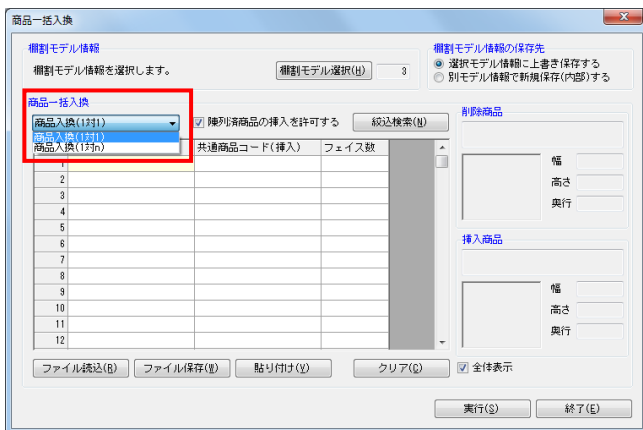 商品一括入換
棚割モデル情報
棚割モデル情報を選択します。
棚割モデル選択(H)
3
棚割モデル情報の保存先
選択モデル情報に上書き保存する
別モデル情報で新規保存(内部)する
商品一括入換
商品入換(1対1)
陳列済商品の挿入を許可する
絞込検索(N)
商品入換(1対1)
商品入換(1対n)
共通商品コード(挿入)
フェイス数
1
2
3
4
5
6
7
8
9
10
11
12
削除商品
幅
高さ
奥行
挿入商品
幅
高さ
奥行
ファイル読込(R)
ファイル保存(W)
貼り付け(V)
クリア(C)
全体表示
実行(S)
終了(E)